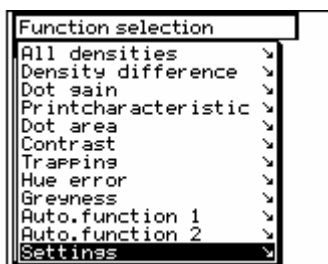 Function selection
All densities
Density difference
Dot gain
Printcharacteristic
Dot area
Contrast
Trapping
Hue error
Greyness
Auto.function 1
Auto.function 2
Settings